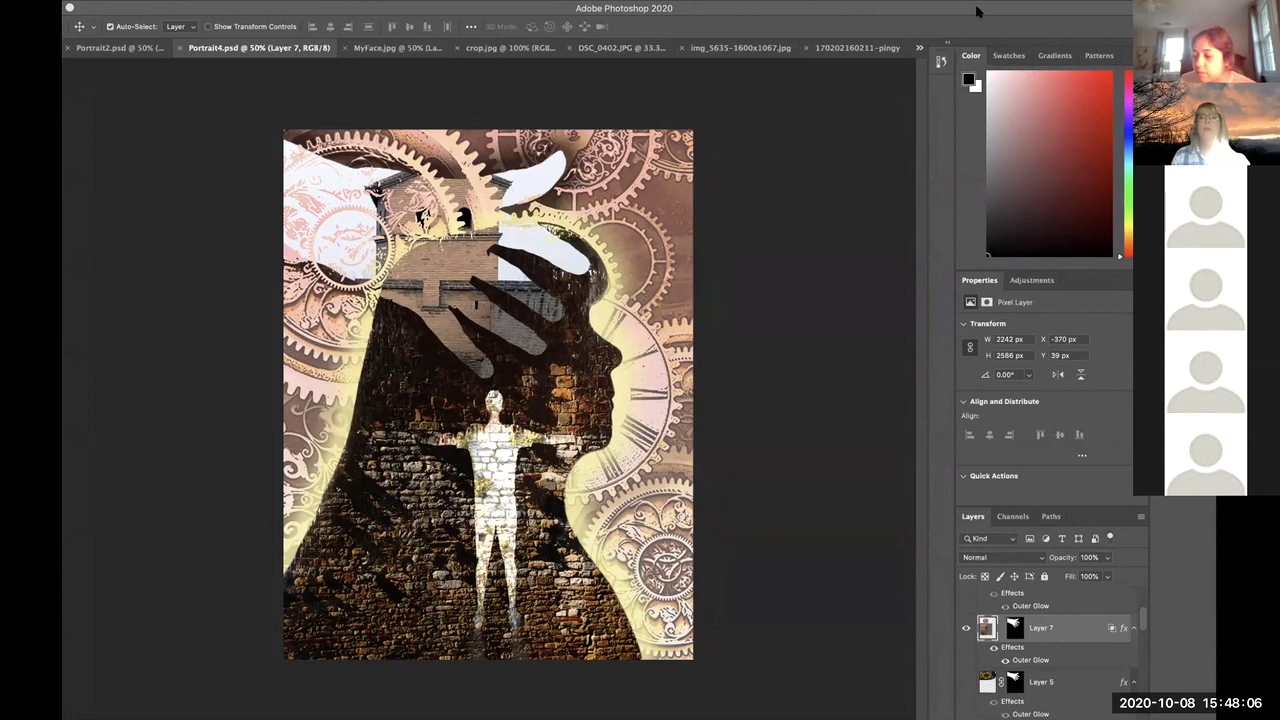 Adobe Photoshop 2020
Auto-Select: Layer Show Transform Controls 3D Mode:
Portrait2.psd @ 50% (... Portrait4.psd @ 50% (Layer 7, RGB/8) MyFace.jpg @ 50% (La... crop.jpg @ 100% (RG... DSC_0402.JPG @ 33.3... img_5635-1600x1067.jpg 170202160211-pingy
Color Swatches Gradients Patterns
Properties Adjustments
Pixel Layer
Transform
W 2242 px X -370 px
H 2586 px Y 39 px
0.00°
Align and Distribute
Align:
Quick Actions
Layers Channels Paths
Kind
Normal Opacity: 100%
Lock: Fill: 100%
Effects
Outer Glow
Layer 7 fx
Effects
Outer Glow
Layer 5 fx
Effects
Outer Glow
2020-10-08 15:48:06